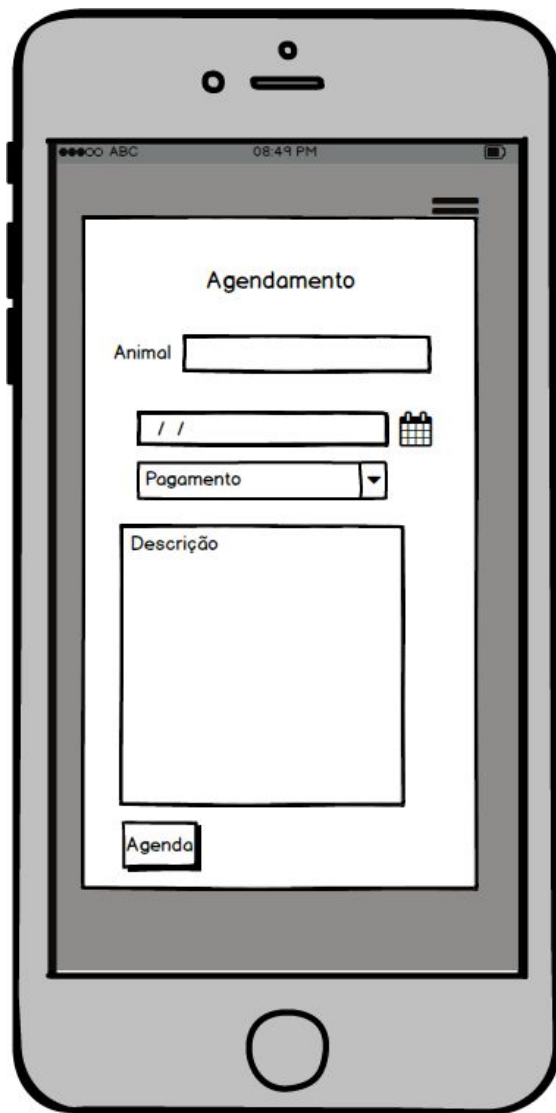 ABC 08:49 PM
Agendamento
Animal
/ /
Pagamento
Descrição
Agenda